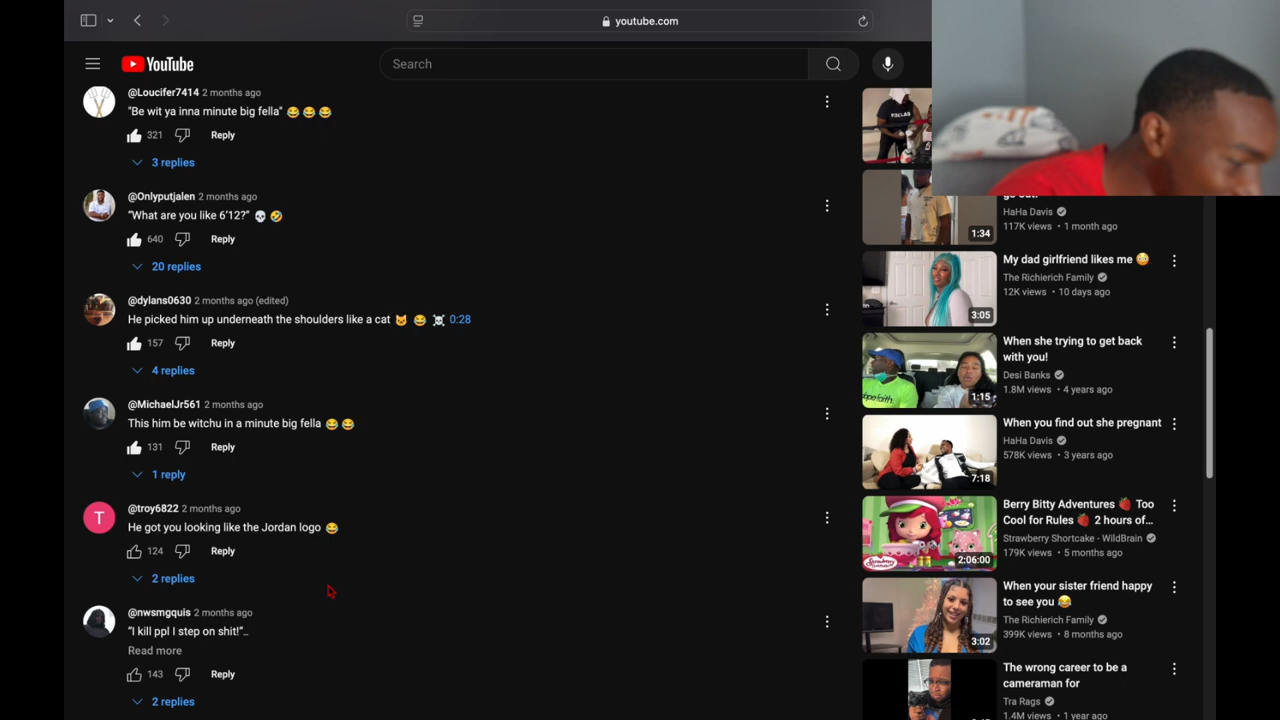 youtube.com
YouTube
Search
@Loucifer7414 2 months ago
"Be wit ya inna minute big fella" 😂 😂 😂
321
Reply
3 replies
@Onlyputjalen 2 months ago
“What are you like 6’12?” 💀 🤣
640
Reply
20 replies
@dylans0630 2 months ago (edited)
He picked him up underneath the shoulders like a cat 🐱 😂 ☠️ 0:28
157
Reply
4 replies
@MichaelJr561 2 months ago
This him be witchu in a minute big fella 😂 😂
131
Reply
1 reply
T
@troy6822 2 months ago
He got you looking like the Jordan logo 😂
124
Reply
2 replies
@nwsmgquis 2 months ago
“I kill ppl I step on shit!”...
Read more
143
Reply
2 replies
HaHa Davis
117K views • 1 month ago
1:34
My dad girlfriend likes me 😳
The Richierich Family
12K views • 10 days ago
3:05
When she trying to get back
with you!
Desi Banks
1.8M views • 4 years ago
1:15
When you find out she pregnant
HaHa Davis
578K views • 3 years ago
7:18
Berry Bitty Adventures 🍓 Too
Cool for Rules 🍓 2 hours of...
Strawberry Shortcake - WildBrain
179K views • 5 months ago
2:06:00
When your sister friend happy
to see you 😂
The Richierich Family
399K views • 8 months ago
3:02
The wrong career to be a
cameraman for
Tra Rags
1.4M views • 1 year ago